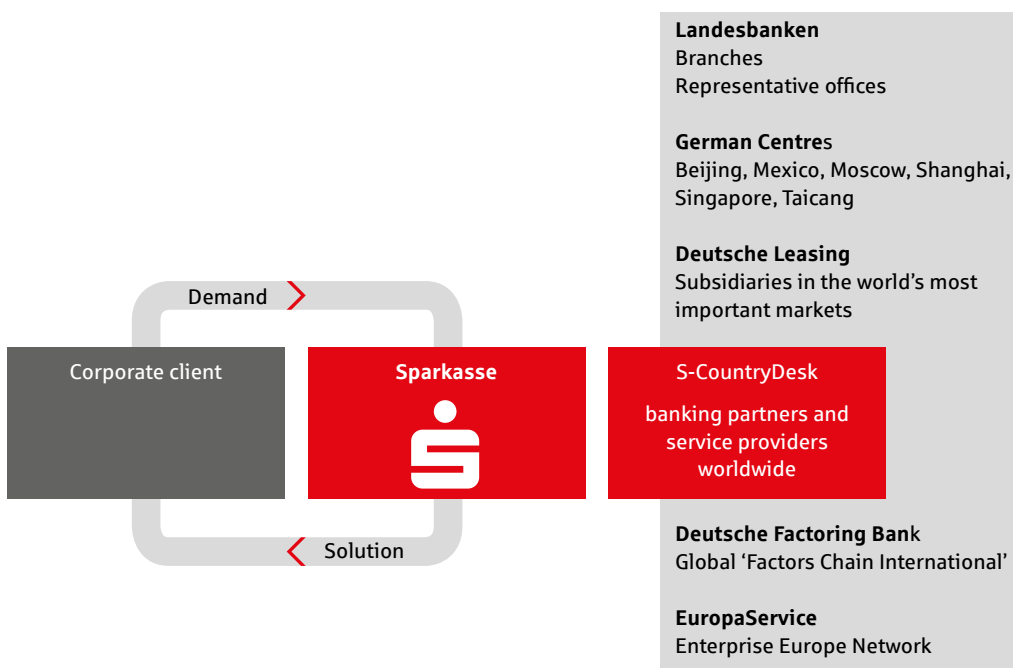 Landesbanken
Branches
Representative offices
German Centres
Beijing, Mexico, Moscow, Shanghai,
Singapore, Taicang
Deutsche Leasing
Subsidiaries in the world’s most
important markets
Demand
Corporate client
Sparkasse
S-CountryDesk
banking partners and
service providers
worldwide
Solution
Deutsche Factoring Bank
Global ‘Factors Chain International’
EuropaService
Enterprise Europe Network